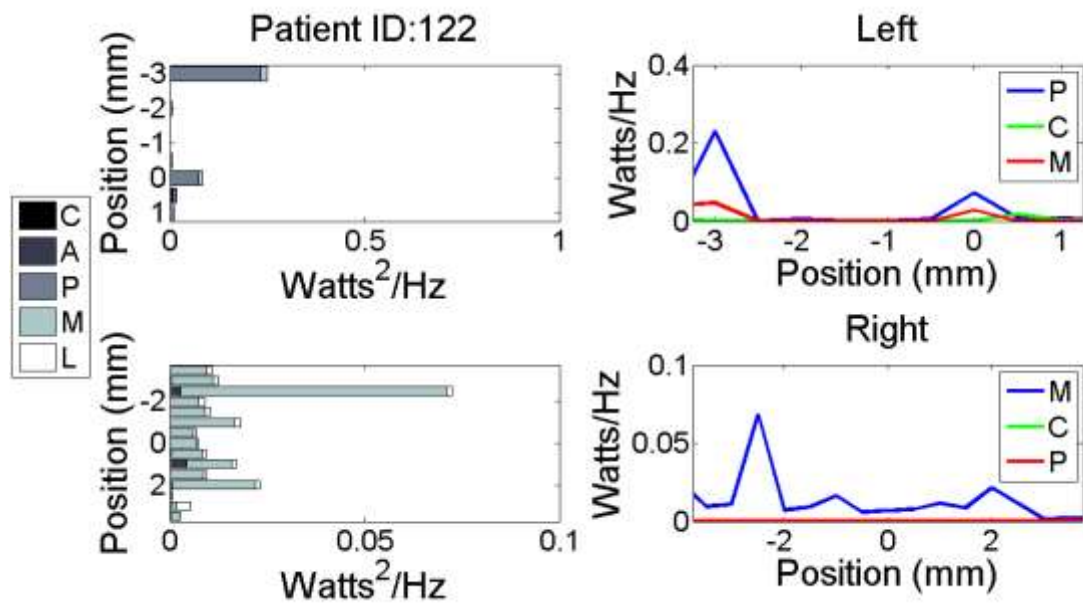 Patient ID:122
Position (mm)
-3
-2
-1
0
1
0 0.5 1
Watts²/Hz
C
A
P
M
L
Position (mm)
-2
0
2
0 0.05 0.1
Watts²/Hz
Left
Watts/Hz
0.4
0.2
0
-3 -2 -1 0 1
Position (mm)
P
C
M
Right
Watts/Hz
0.1
0.05
0
-2 0 2
Position (mm)
M
C
P